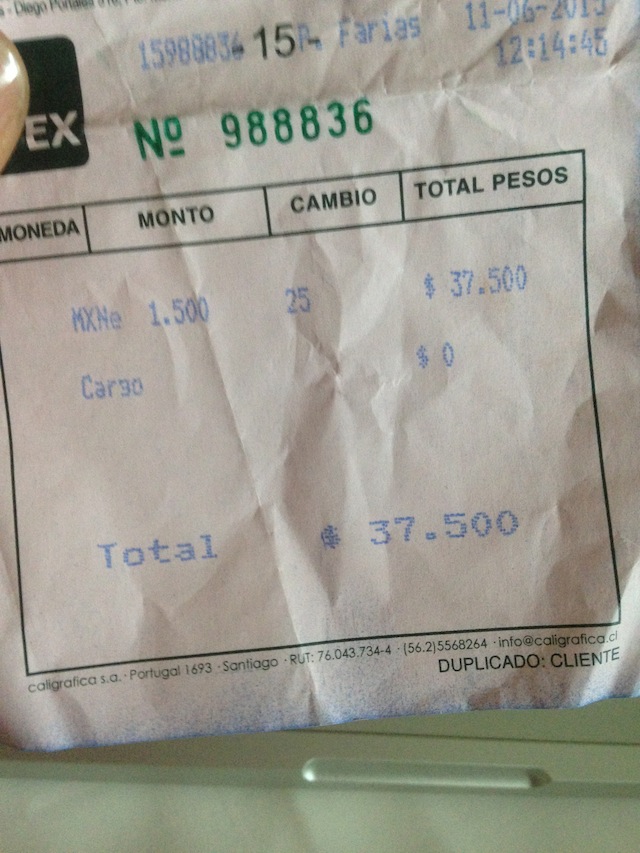 Diego Portales
15988836 15 P. Farias 11-06-2013
12:14:45
EX
Nº 988836
MONEDA MONTO CAMBIO TOTAL PESOS
MXNe 1.500 25 $ 37.500
Cargo $ 0
Total $ 37.500
caligrafica s.a. · Portugal 1693 · Santiago · RUT: 76.043.734-4 · (56.2)5568264 · info@caligrafica.cl
DUPLICADO: CLIENTE